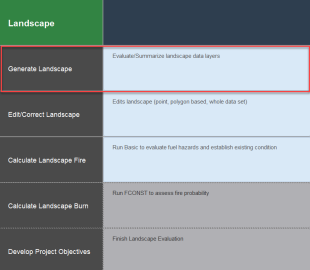 Landscape
Generate Landscape
Evaluate/Summarize landscape data layers
Edit/Correct Landscape
Edits landscape (point, polygon based, whole data set)
Calculate Landscape Fire
Run Basic to evaluate fuel hazards and establish existing condition
Calculate Landscape Burn
Run FCONST to assess fire probability
Develop Project Objectives
Finish Landscape Evaluation